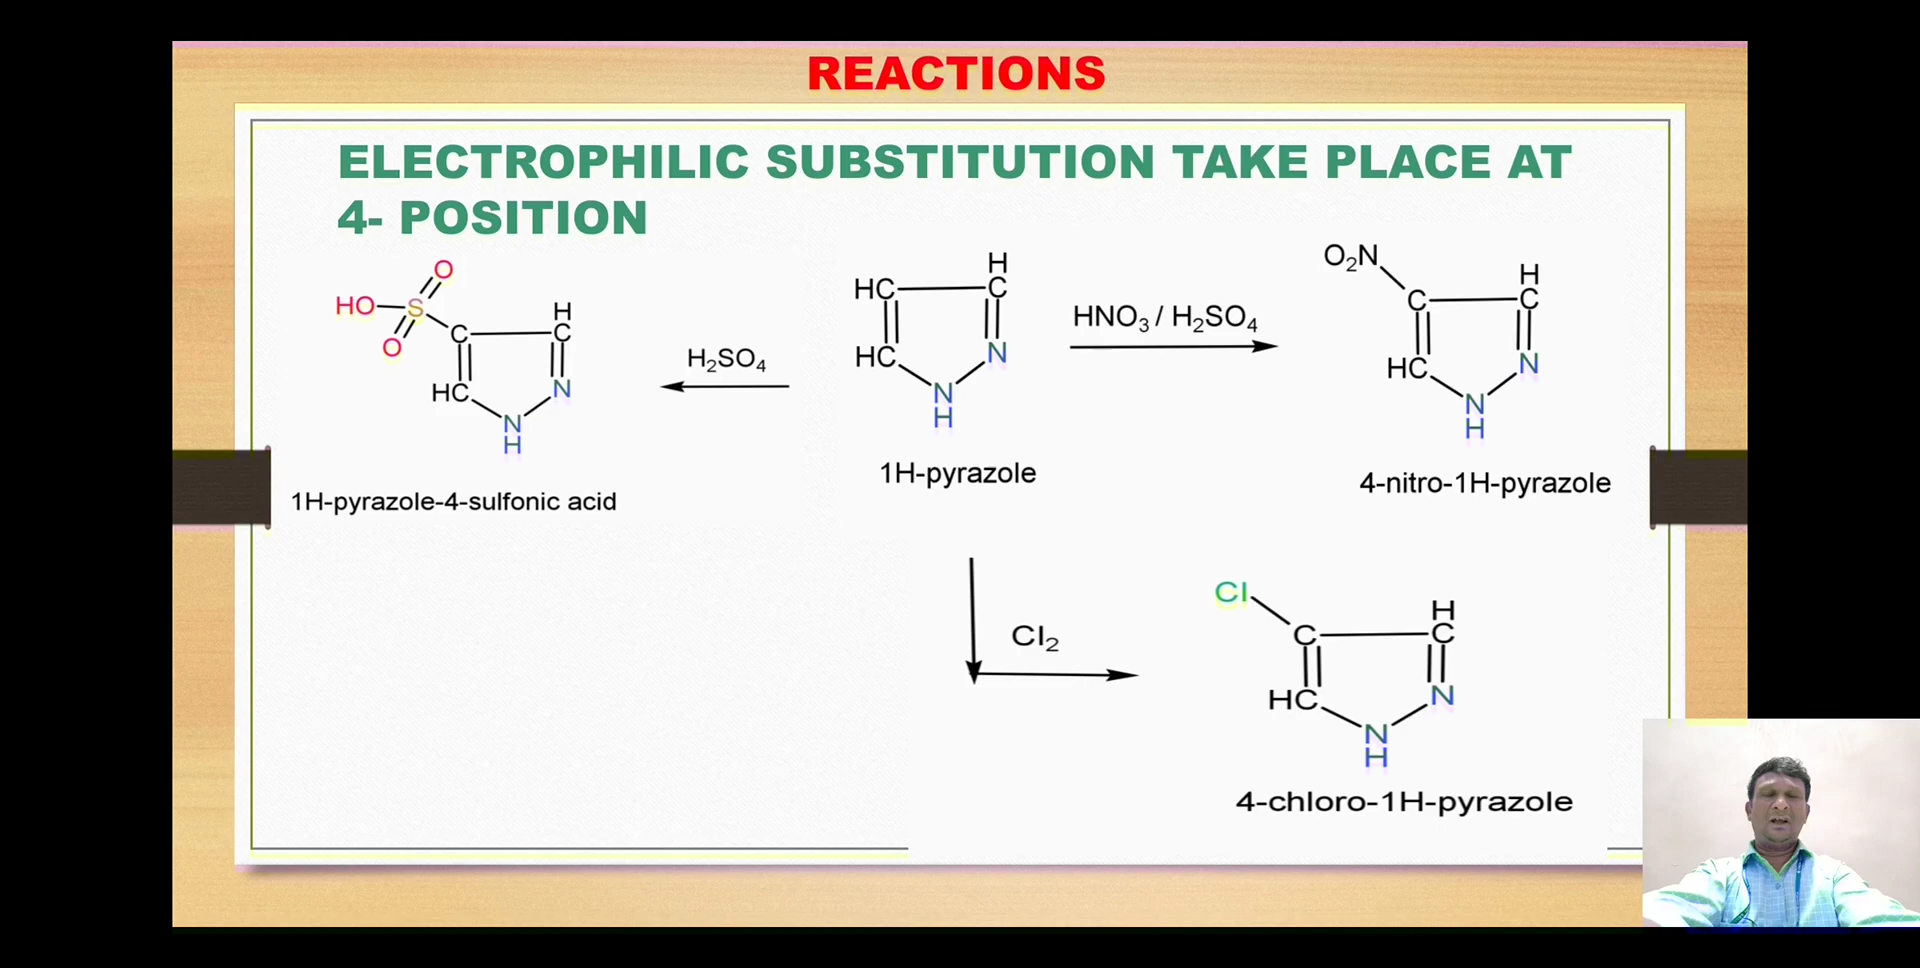 REACTIONS
ELECTROPHILIC SUBSTITUTION TAKE PLACE AT
4- POSITION
O
HO S
O
C
H
C
HC
N
N
H
1H-pyrazole-4-sulfonic acid
H₂SO₄
H
HC C
HC N
N
H
1H-pyrazole
HNO₃ / H₂SO₄
O₂N
H
C C
HC N
N
H
4-nitro-1H-pyrazole
Cl₂
Cl
H
C C
HC N
N
H
4-chloro-1H-pyrazole